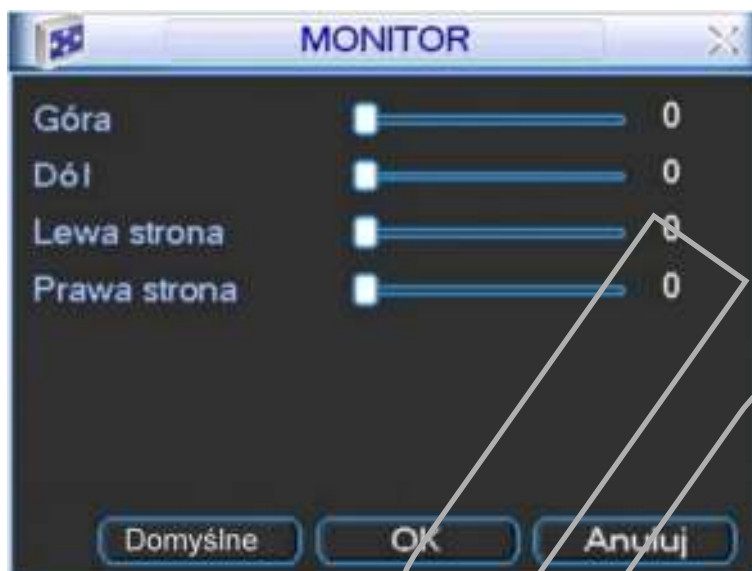 MONITOR
Góra 0
Dół 0
Lewa strona 0
Prawa strona 0
Domyślne OK Anuluj